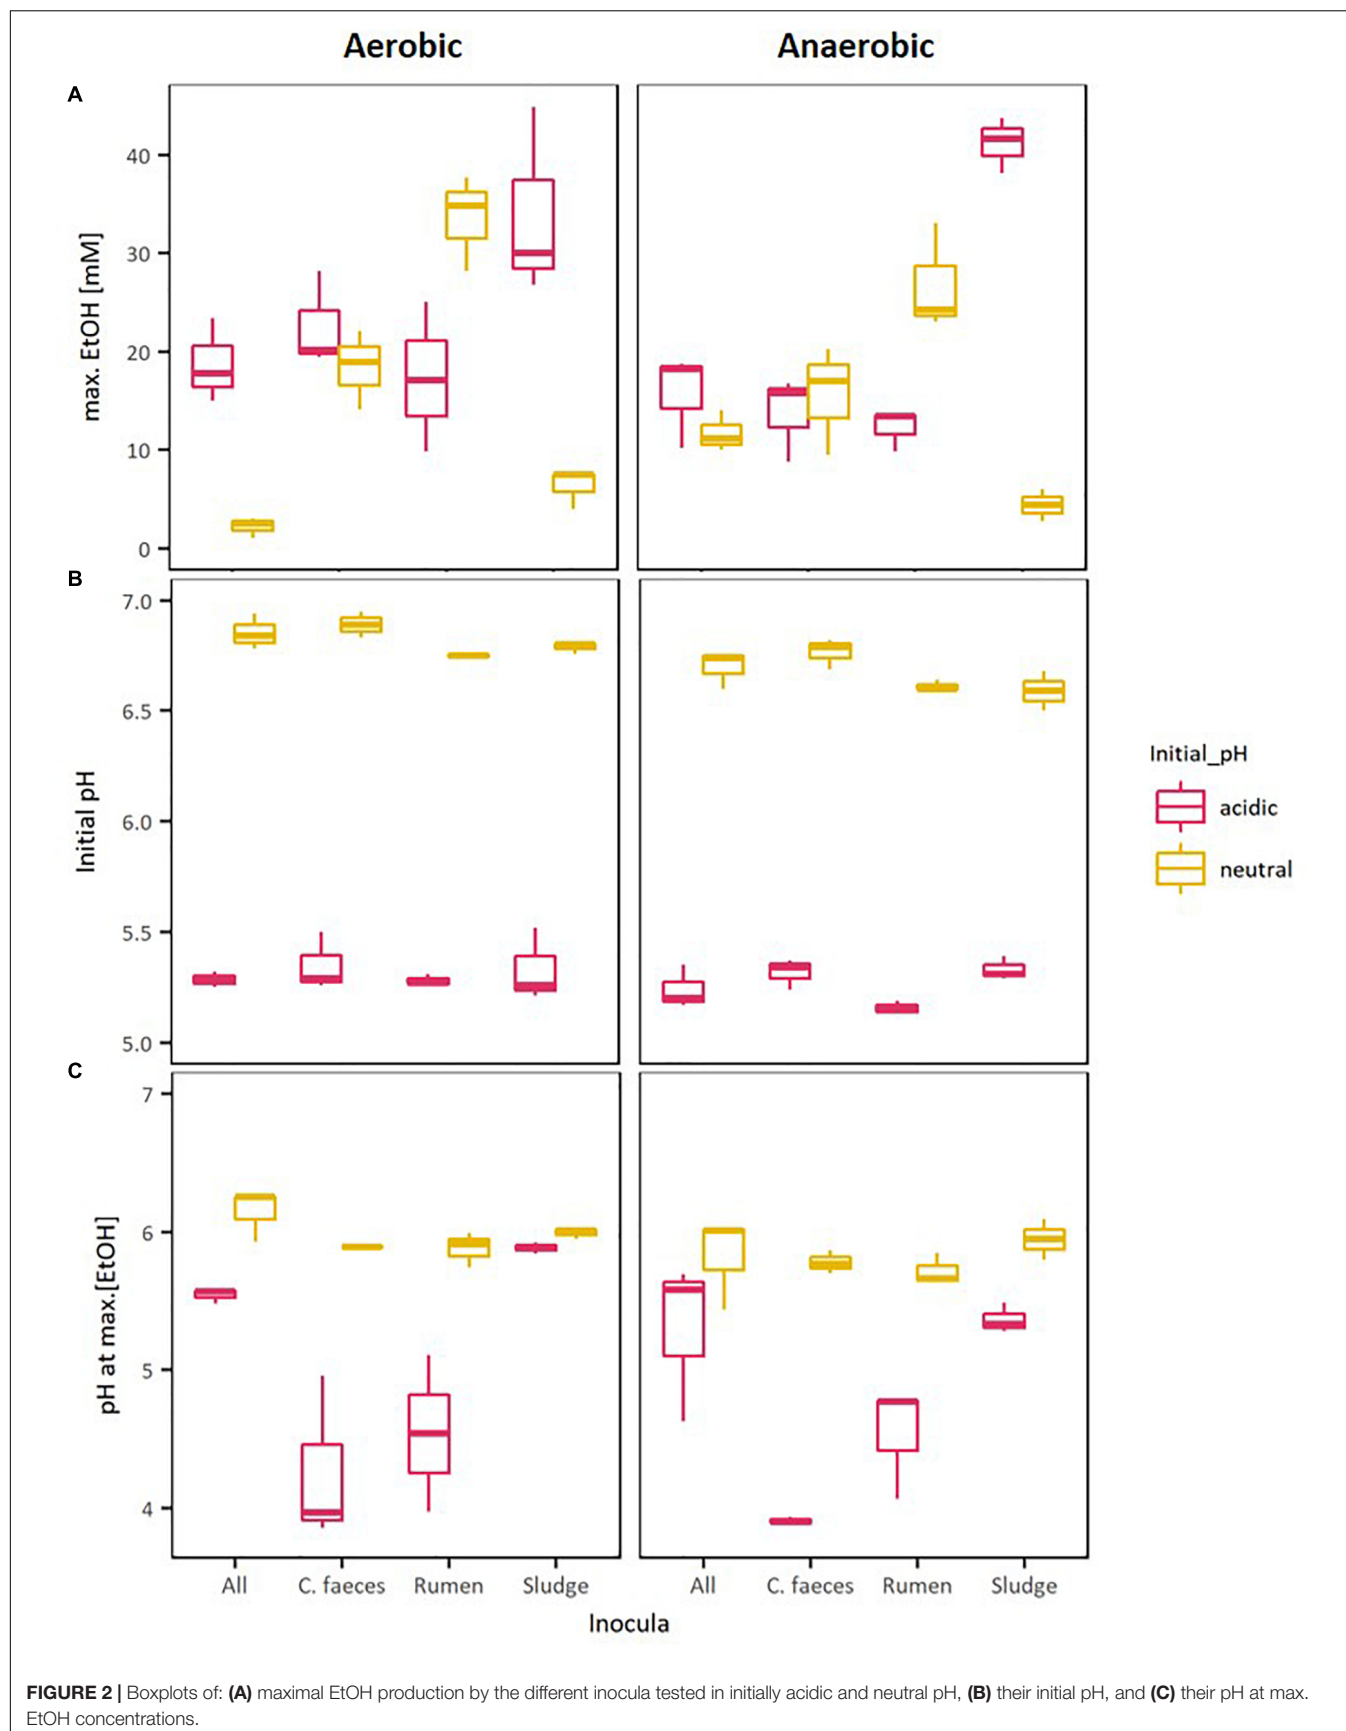 Aerobic
Anaerobic
A
max. EtOH [mM]
40
30
20
10
0
B
Initial pH
7.0
6.5
6.0
5.5
5.0
C
pH at max.[EtOH]
7
6
5
4
All C. faeces Rumen Sludge
All C. faeces Rumen Sludge
Inocula
Initial_pH
acidic
neutral
FIGURE 2 | Boxplots of: (A) maximal EtOH production by the different inocula tested in initially acidic and neutral pH, (B) their initial pH, and (C) their pH at max.
EtOH concentrations.